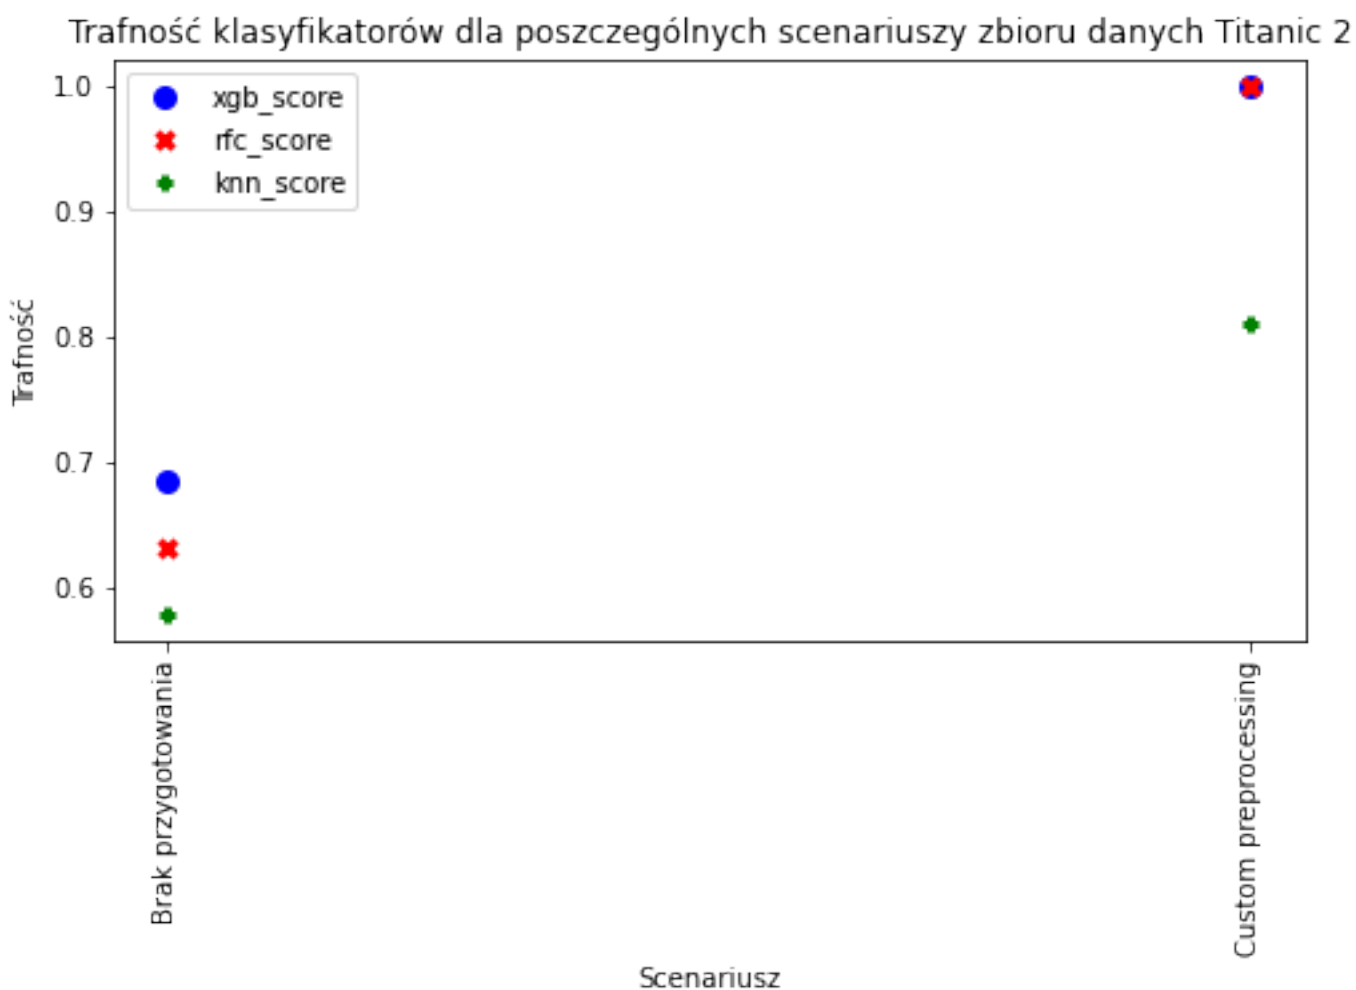 Trafność klasyfikatorów dla poszczególnych scenariuszy zbioru danych Titanic 2
xgb_score
rfc_score
knn_score
Trafność
1.0
0.9
0.8
0.7
0.6
Brak przygotowania
Custom preprocessing
Scenariusz